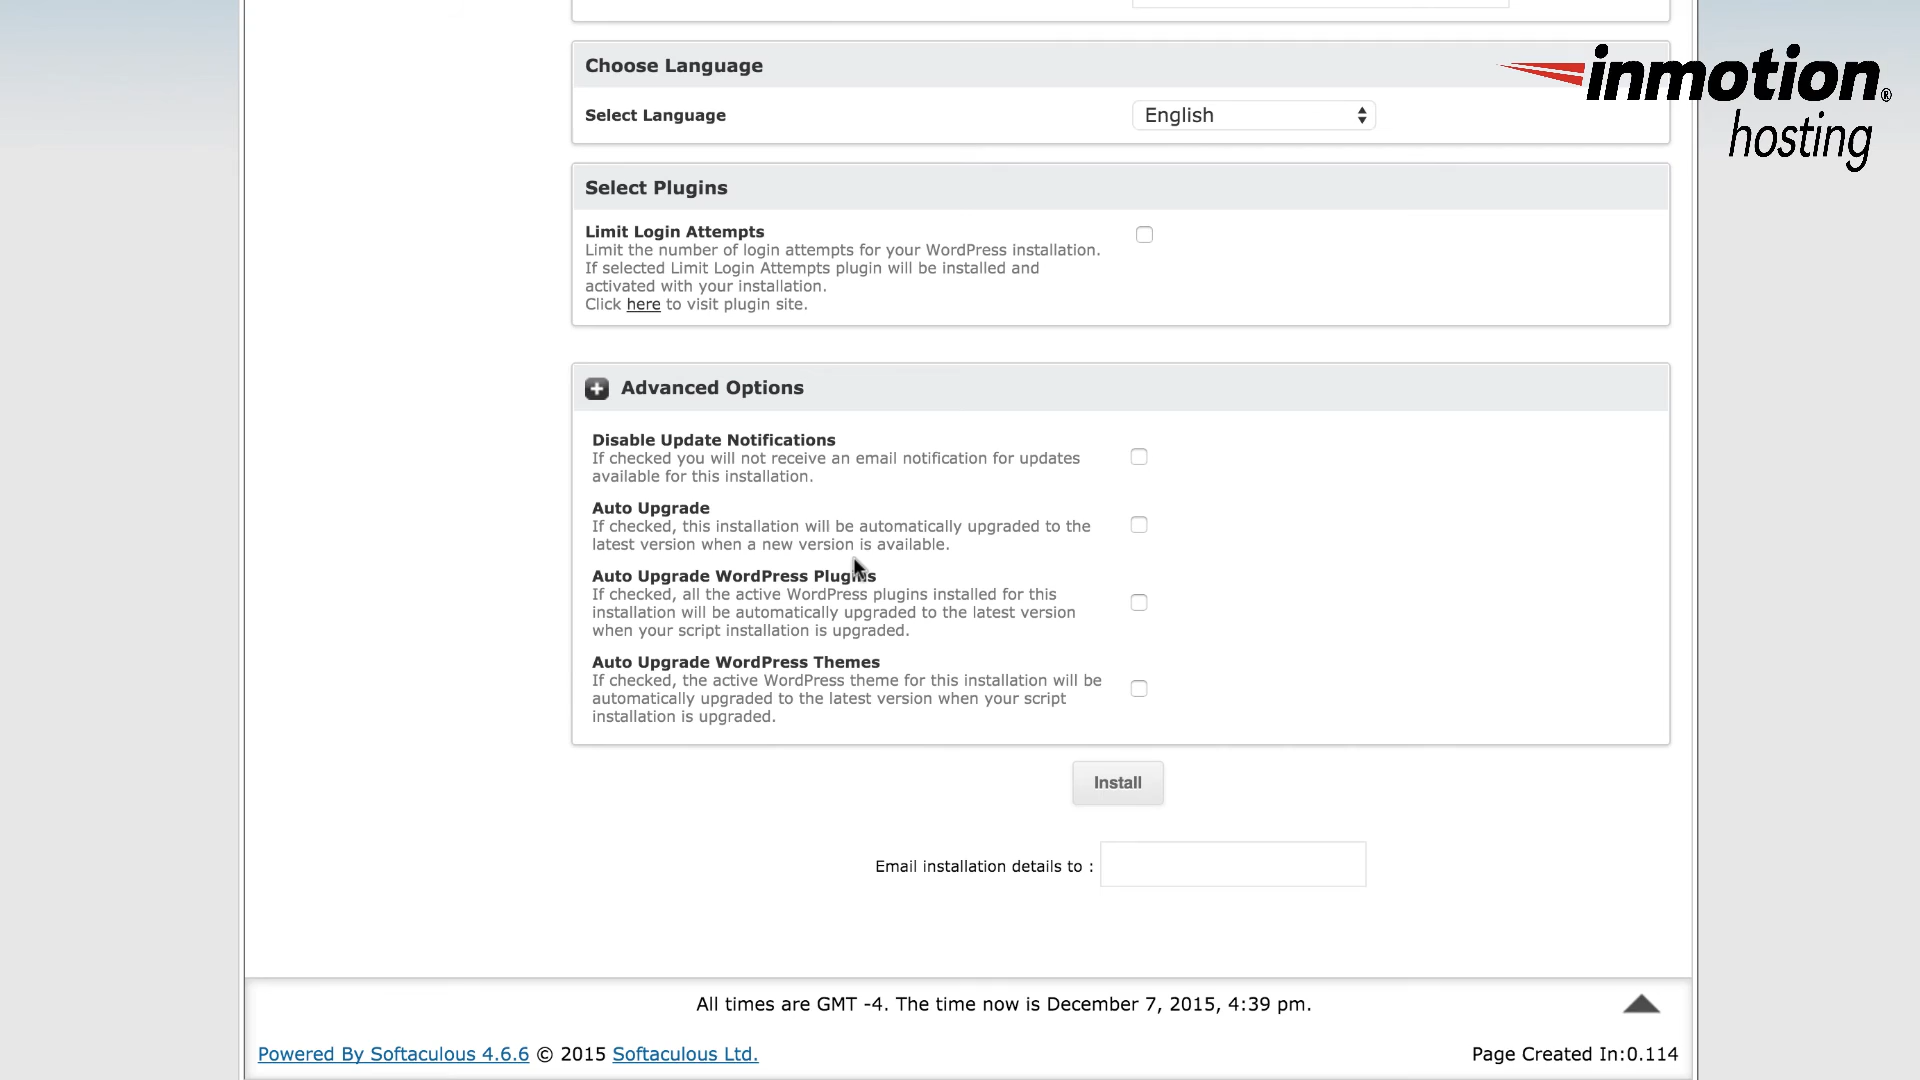 Choose Language
Select Language
English
inmotion®
hosting
Select Plugins
Limit Login Attempts
Limit the number of login attempts for your WordPress installation.
If selected Limit Login Attempts plugin will be installed and
activated with your installation.
Click here to visit plugin site.
Advanced Options
Disable Update Notifications
If checked you will not receive an email notification for updates
available for this installation.
Auto Upgrade
If checked, this installation will be automatically upgraded to the
latest version when a new version is available.
Auto Upgrade WordPress Plugins
If checked, all the active WordPress plugins installed for this
installation will be automatically upgraded to the latest version
when your script installation is upgraded.
Auto Upgrade WordPress Themes
If checked, the active WordPress theme for this installation will be
automatically upgraded to the latest version when your script
installation is upgraded.
Install
Email installation details to :
All times are GMT -4. The time now is December 7, 2015, 4:39 pm.
Powered By Softaculous 4.6.6 © 2015 Softaculous Ltd.
Page Created In:0.114